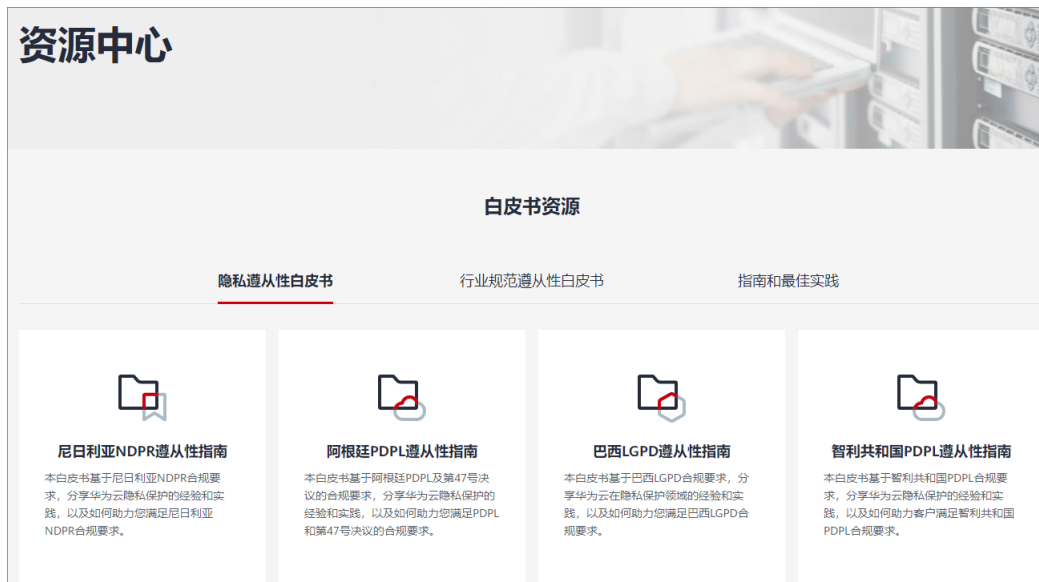 资源中心
白皮书资源
隐私遵从性白皮书
行业规范遵从性白皮书
指南和最佳实践
尼日利亚NDPR遵从性指南
本白皮书基于尼日利亚NDPR合规要
求，分享华为云隐私保护的经验和实
践，以及如何助力您满足尼日利亚
NDPR合规要求。
阿根廷PDPL遵从性指南
本白皮书基于阿根廷PDPL及第47号决
议的合规要求，分享华为云隐私保护的
经验和实践，以及如何助力您满足PDPL
和第47号决议的合规要求。
巴西LGPD遵从性指南
本白皮书基于巴西LGPD合规要求，分
享华为云在隐私保护领域的经验和实
践，以及如何助力您满足巴西LGPD合
规要求。
智利共和国PDPL遵从性指南
本白皮书基于智利共和国PDPL合规要
求，分享华为云隐私保护的经验和实
践，以及如何助力客户满足智利共和国
PDPL合规要求。